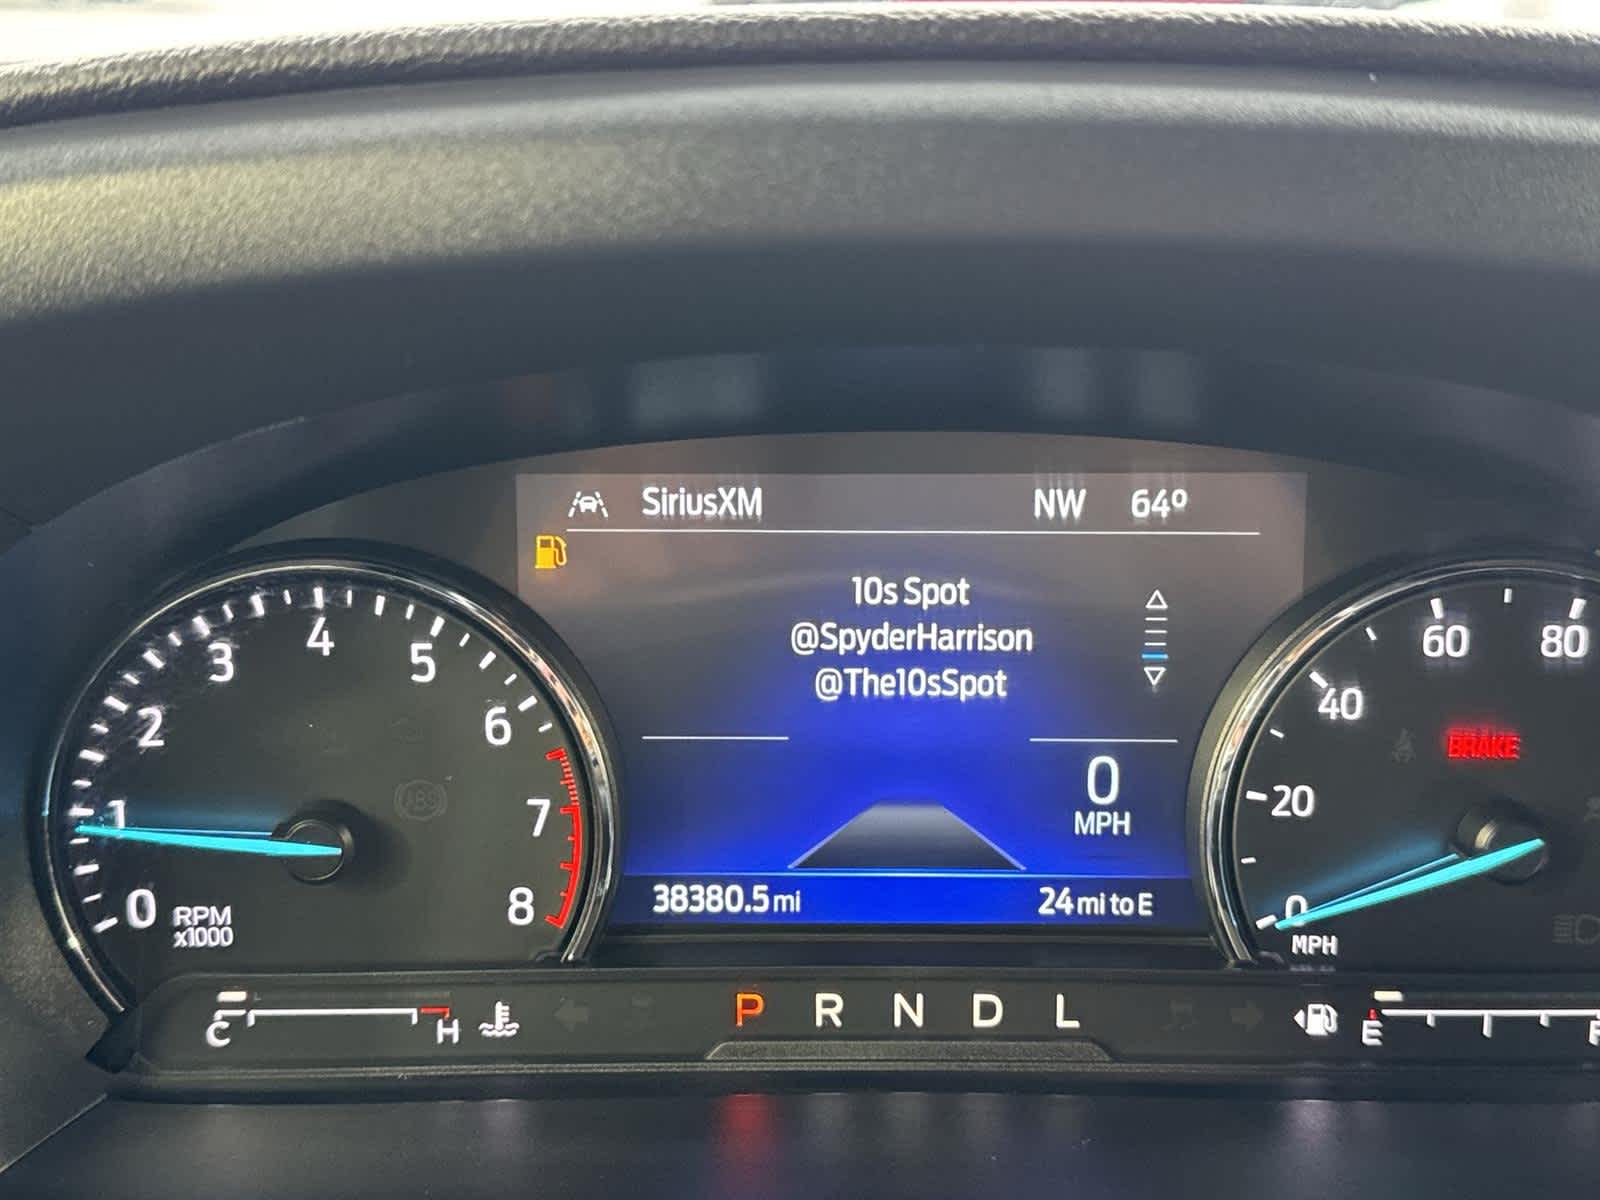 SiriusXM NW 64º
10s Spot
@SpyderHarrison
@The10sSpot
0
MPH
38380.5 mi 24 mi to E
0 1 2 3 4 5 6 7 8
RPM
x1000
ABS
0 20 40 60 80
BRAKE
MPH
C H
P R N D L
E